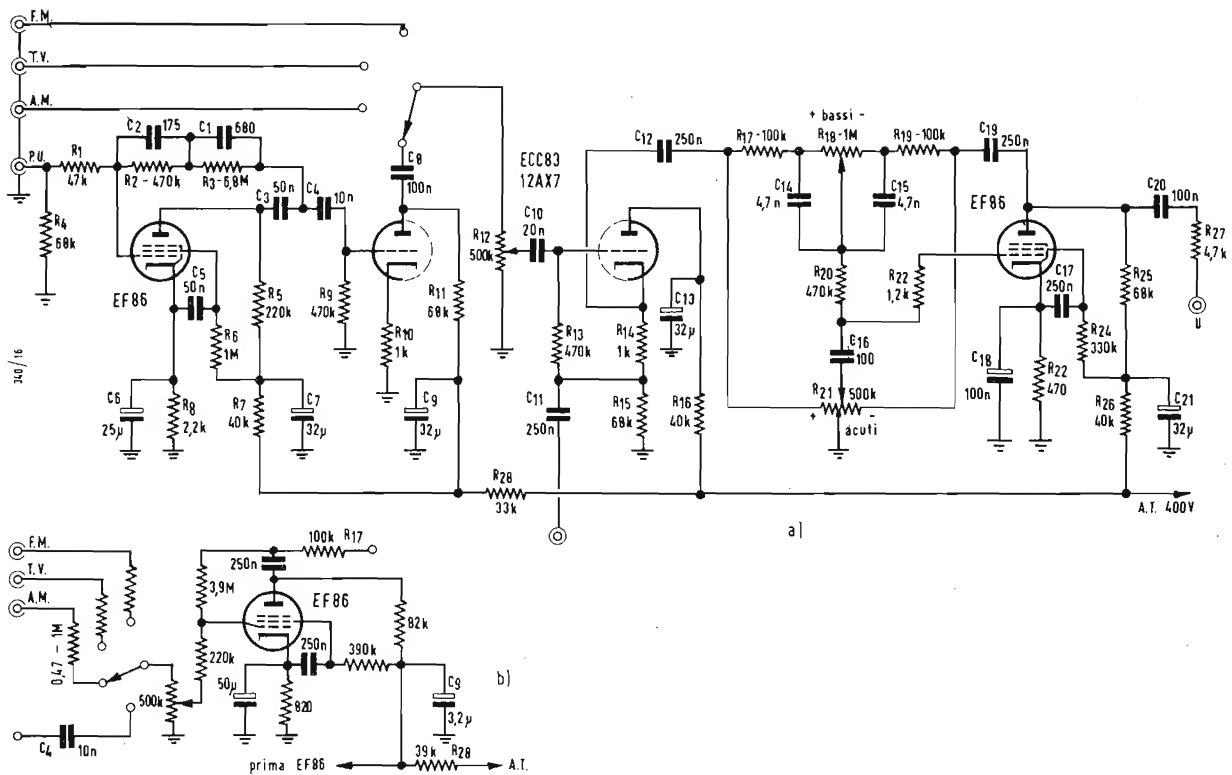 F.M.
T.V.
A.M.
P.U.
R1
47k
R4
68k
C2 175
C1 680
R2-470k
R3-6,8M
C3 50n
C4 10n
EF86
C5
50n
R5
220k
R6
1M
C6
25µ
R8
2,2k
R7
40k
C7
32µ
R9
470k
R10
1k
C8
100n
R11
68k
C9
32µ
R12
500k
ECC83
12AX7
C10
20n
R13
470k
C11
250n
C12 250n
C13
32µ
R14
1k
R15
68k
R16
40k
R28
33k
R17-100k
+ bassi -
R18-1M
R19-100k
C14
4,7n
C15
4,7n
R20
470k
R22
1,2k
C16
100
R21 500k
+ -
acuti
C19
250n
EF86
C17
250n
C18
100n
R22
470
R24
330k
R25
68k
R26
40k
C20
100n
R27
4,7k
U
C21
32µ
A.T. 400V
a)
340/16
F.M.
T.V.
A.M.
0,47 - 1M
500k
C4 10n
3,9M
220k
250n
100k R17
EF86
250n
50µ
820
390k
82k
C9
3,2µ
b)
prima EF86
39k R28
A.T.